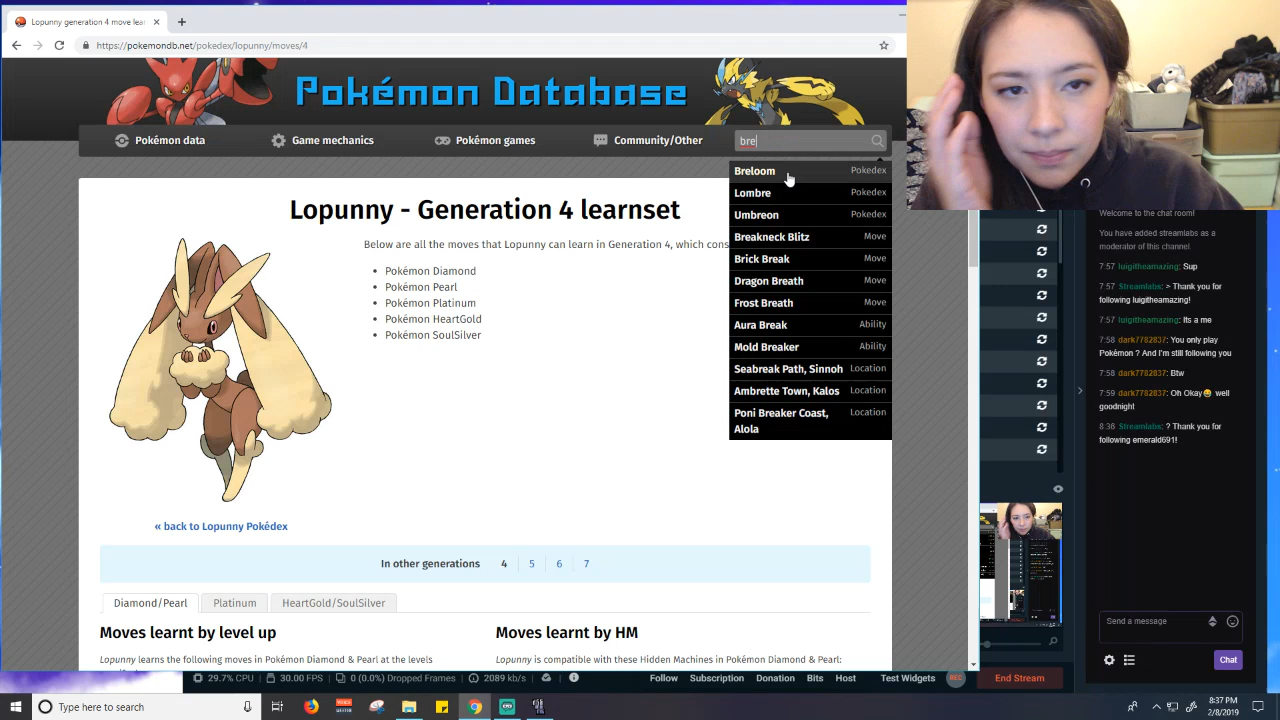 Lopunny generation 4 move lea
https://pokemondb.net/pokedex/lopunny/moves/4
Pokémon Database
Pokémon data
Game mechanics
Pokémon games
Community/Other
bre
Breloom Pokedex
Lombre Pokedex
Umbreon Pokedex
Breakneck Blitz Move
Brick Break Move
Dragon Breath Move
Frost Breath Move
Aura Break Ability
Mold Breaker Ability
Seabreak Path, Sinnoh Location
Ambrette Town, Kalos Location
Poni Breaker Coast, Location
Alola
Lopunny - Generation 4 learnset
Below are all the moves that Lopunny can learn in Generation 4, which cons
• Pokémon Diamond
• Pokémon Pearl
• Pokémon Platinum
• Pokémon HeartGold
• Pokémon SoulSilver
« back to Lopunny Pokédex
In other generations 4 5 6 7
Diamond/Pearl Platinum HeartGold/SoulSilver
Moves learnt by level up
Lopunny learns the following moves in Pokémon Diamond & Pearl at the levels
Moves learnt by HM
Lopunny is compatible with these Hidden Machines in Pokémon Diamond & Pearl:
Welcome to the chat room!
You have added streamlabs as a
moderator of this channel.
7:57 luigitheamazing: Sup
7:57 Streamlabs: > Thank you for
following luigitheamazing!
7:57 luigitheamazing: Its a me
7:58 dark7782837: You only play
Pokémon ? And I'm still following you
7:58 dark7782837: Btw
7:59 dark7782837: Oh Okay😅 well
goodnight
8:36 Streamlabs: ? Thank you for
following emerald691!
Send a message
Chat
29.7% CPU
30.00 FPS
0 (0.0%) Dropped Frames
2089 kb/s
Follow
Subscription
Donation
Bits
Host
Test Widgets
REC
End Stream
Type here to search
8:37 PM
2/8/2019